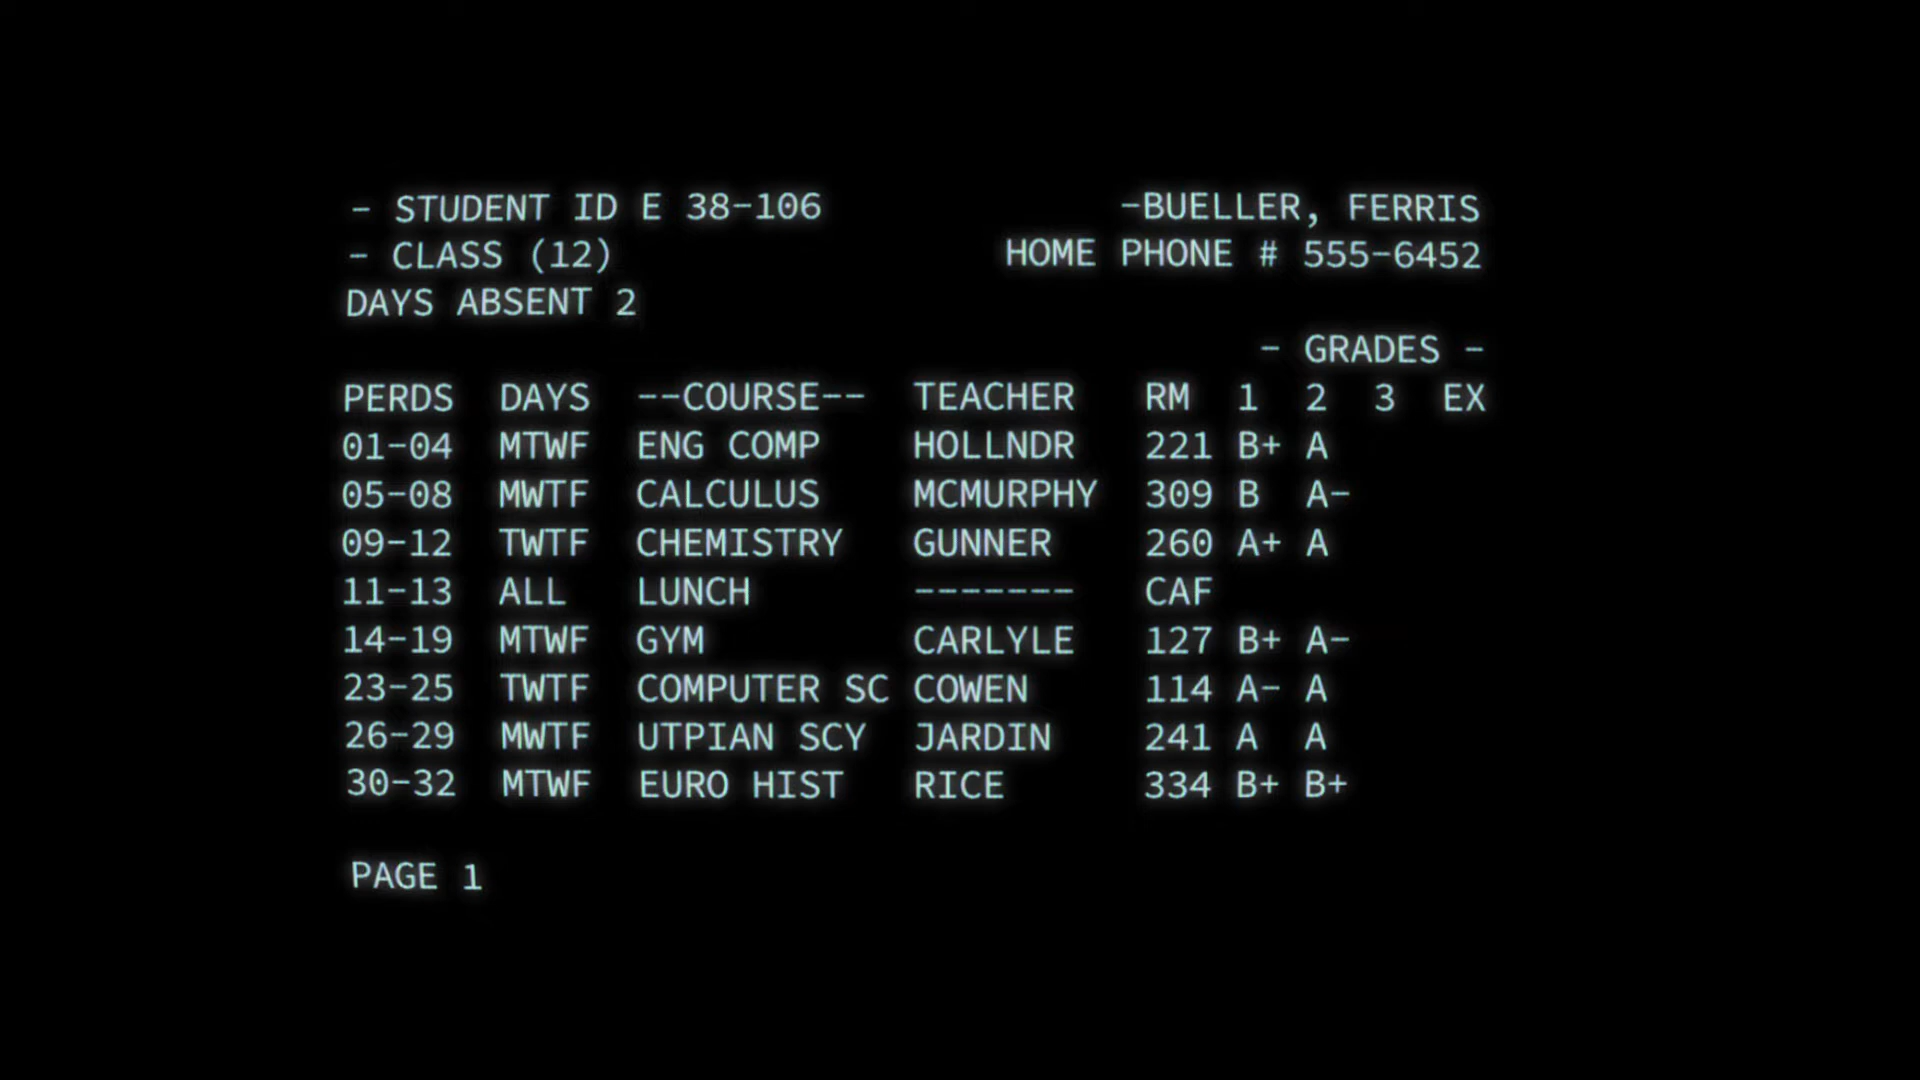 - STUDENT ID E 38-106 -BUELLER, FERRIS
- CLASS (12) HOME PHONE # 555-6452
DAYS ABSENT 2
- GRADES -
PERDS DAYS --COURSE-- TEACHER RM 1 2 3 EX
01-04 MTWF ENG COMP HOLLNDR 221 B+ A
05-08 MWTF CALCULUS MCMURPHY 309 B A-
09-12 TWTF CHEMISTRY GUNNER 260 A+ A
11-13 ALL LUNCH ------- CAF
14-19 MTWF GYM CARLYLE 127 B+ A-
23-25 TWTF COMPUTER SC COWEN 114 A- A
26-29 MWTF UTPIAN SCY JARDIN 241 A A
30-32 MTWF EURO HIST RICE 334 B+ B+
PAGE 1